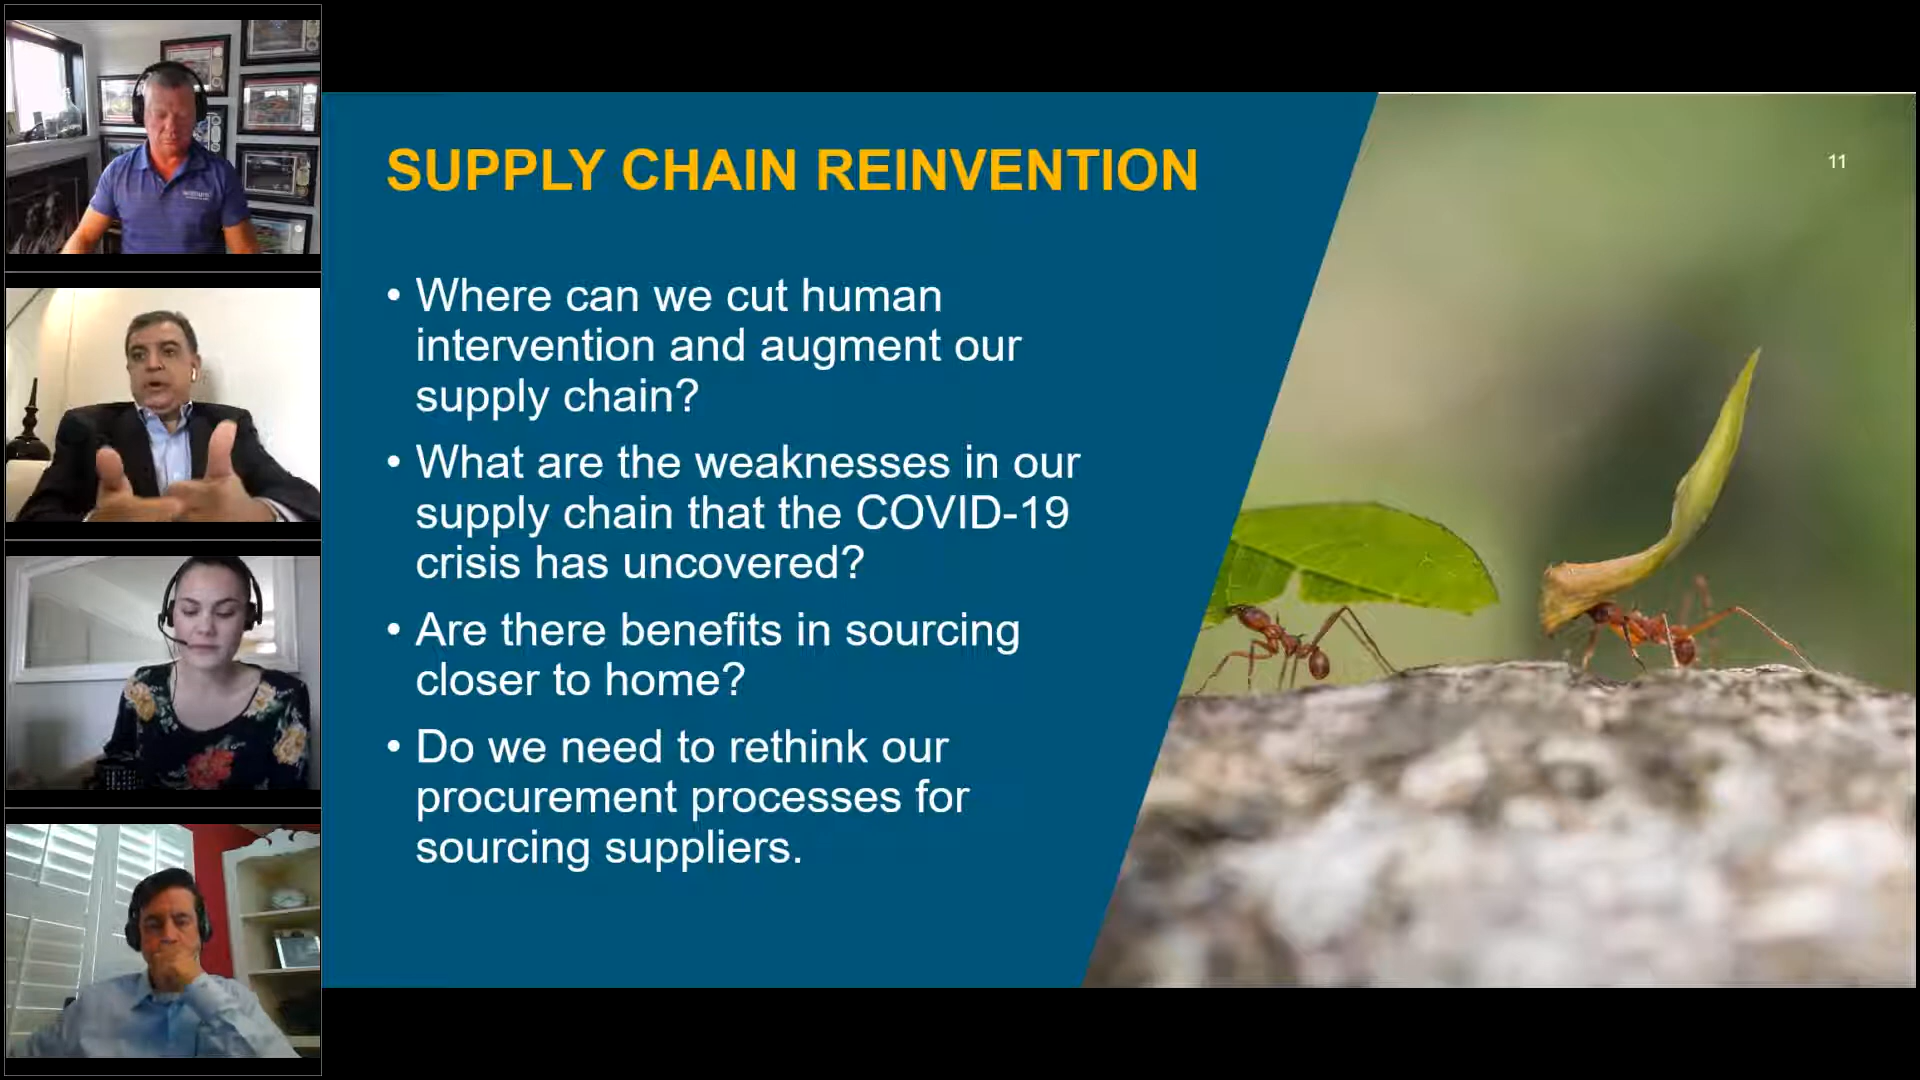 SUPPLY CHAIN REINVENTION
11
• Where can we cut human
intervention and augment our
supply chain?
• What are the weaknesses in our
supply chain that the COVID-19
crisis has uncovered?
• Are there benefits in sourcing
closer to home?
• Do we need to rethink our
procurement processes for
sourcing suppliers.